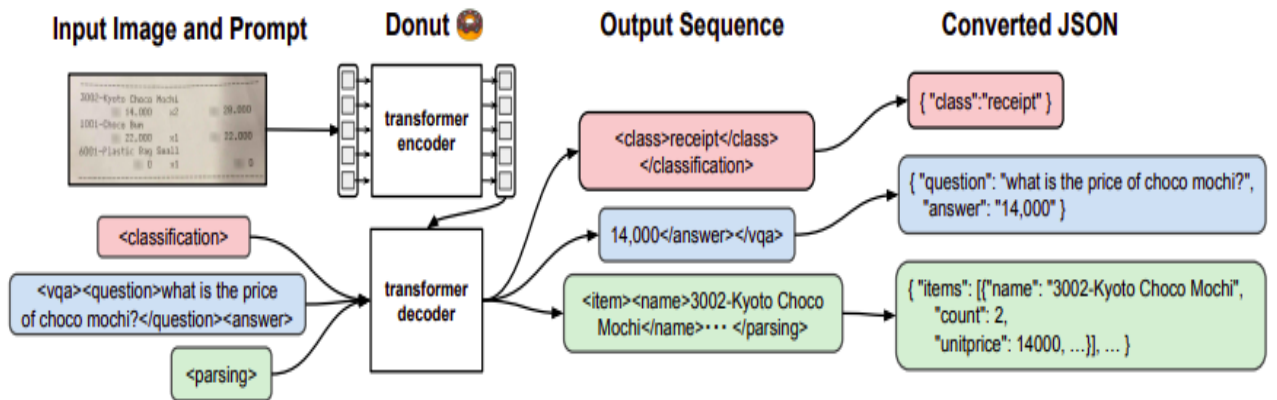 Input Image and Prompt
Donut
Output Sequence
Converted JSON
3002-Kyoto Choco Mochi
14.000 x2 28.000
1001-Choco Bun
22.000 x1 22.000
6001-Plastic Bag Small
0 x1 0
transformer
encoder
<classification>
<vqa><question>what is the price
of choco mochi?</question><answer>
<parsing>
transformer
decoder
<class>receipt</class>
</classification>
14,000</answer></vqa>
<item><name>3002-Kyoto Choco
Mochi</name>··· </parsing>
{ "class":"receipt" }
{ "question": "what is the price of choco mochi?",
"answer": "14,000" }
{ "items": [{"name": "3002-Kyoto Choco Mochi",
"count": 2,
"unitprice": 14000, ...}], ... }